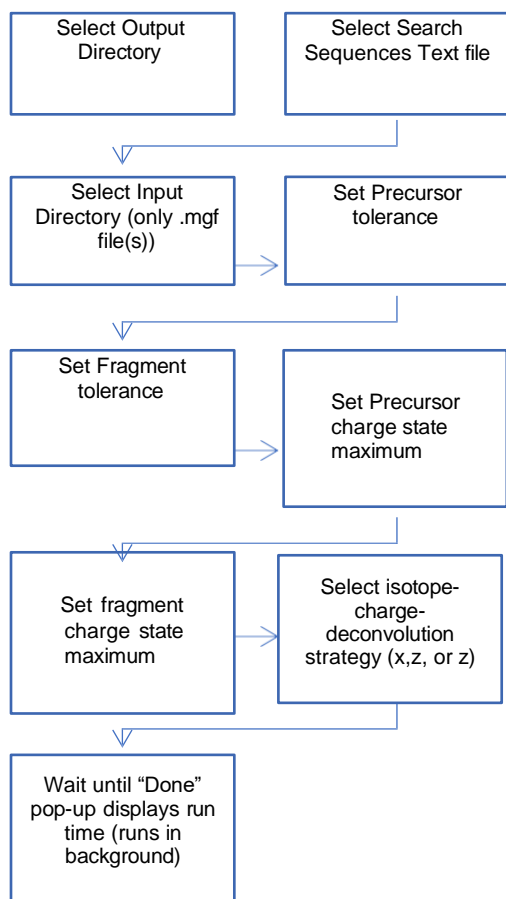 Select Output
Directory
Select Search
Sequences Text file
Select Input
Directory (only .mgf
file(s))
Set Precursor
tolerance
Set Fragment
tolerance
Set Precursor
charge state
maximum
Set fragment
charge state
maximum
Select isotope-
charge-
deconvolution
strategy (x,z, or z)
Wait until “Done”
pop-up displays run
time (runs in
background)